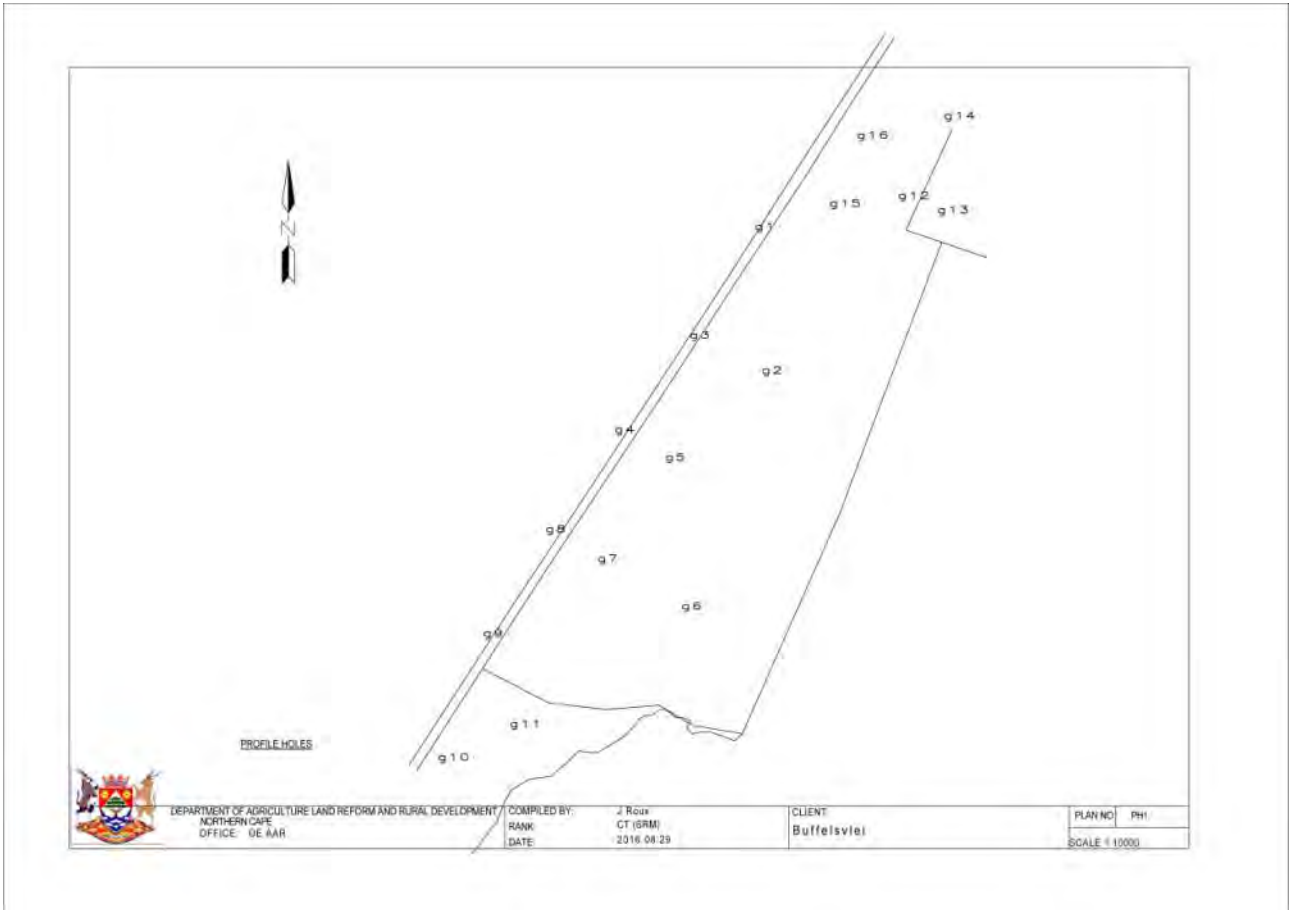 g14
g16
g12
g15
g13
g1
N
g3
g2
g4
g5
g8
g7
g6
g9
g11
PROFILE HOLES
g10
DEPARTMENT OF AGRICULTURE LAND REFORM AND RURAL DEVELOPMENT
NORTHERN CAPE
OFFICE: DE AAR
COMPILED BY: J Roux
RANK CT (GRM)
DATE: 2016.08.29
CLIENT:
Buffelsvlei
PLAN NO PH1
SCALE 1:10000